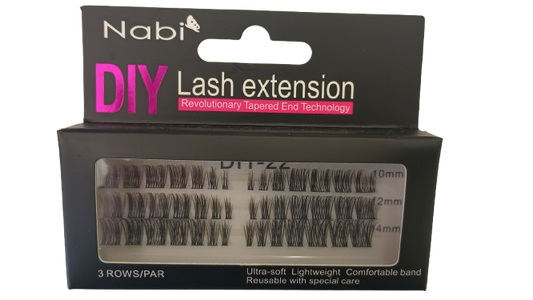 Nabi
DIY Lash extension
Revolutionary Tapered End Technology
10mm
12mm
14mm
3 ROWS/PAR
Ultra-soft Lightweight Comfortable band
Reusable with special care